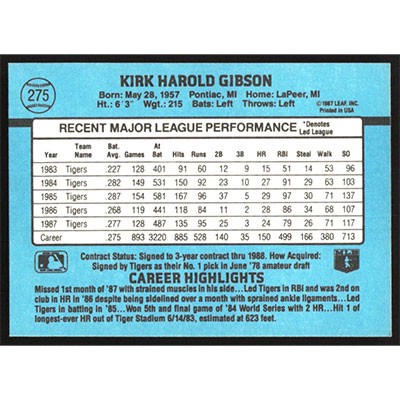 275
KIRK HAROLD GIBSON
Born: May 28, 1957 Pontiac, MI Home: LaPeer, MI
Ht.: 6'3" Wgt.: 215 Bats: Left Throws: Left
©1987 LEAF, INC.
Printed in USA
RECENT MAJOR LEAGUE PERFORMANCE *Denotes Led League
Year Team Name Bat. Avg. Games At Bat Hits Runs 2B 3B HR RBI Steal Walk SO
1983 Tigers .227 128 401 91 60 12 9 15 51 14 53 96
1984 Tigers .282 149 531 150 92 23 10 27 91 29 63 103
1985 Tigers .287 154 581 167 96 37 5 29 97 30 71 137
1986 Tigers .268 119 441 118 84 11 2 28 86 34 68 107
1987 Tigers .277 128 487 135 95 25 3 24 79 26 71 117
Career .275 893 3220 885 528 140 35 150 499 166 380 713
Contract Status: Signed to 3-year contract thru 1988. How Acquired:
Signed by Tigers as their No. 1 pick in June '78 amateur draft
CAREER HIGHLIGHTS
Missed 1st month of '87 with strained muscles in his side...Led Tigers in RBI and was 2nd on
club in HR in '86 despite being sidelined over a month with sprained ankle ligaments...Led
Tigers in batting in '85... Won 5th and final game of '84 World Series with 2 HR...Hit 1 of
longest-ever HR out of Tiger Stadium 6/14/83, estimated at 623 feet.